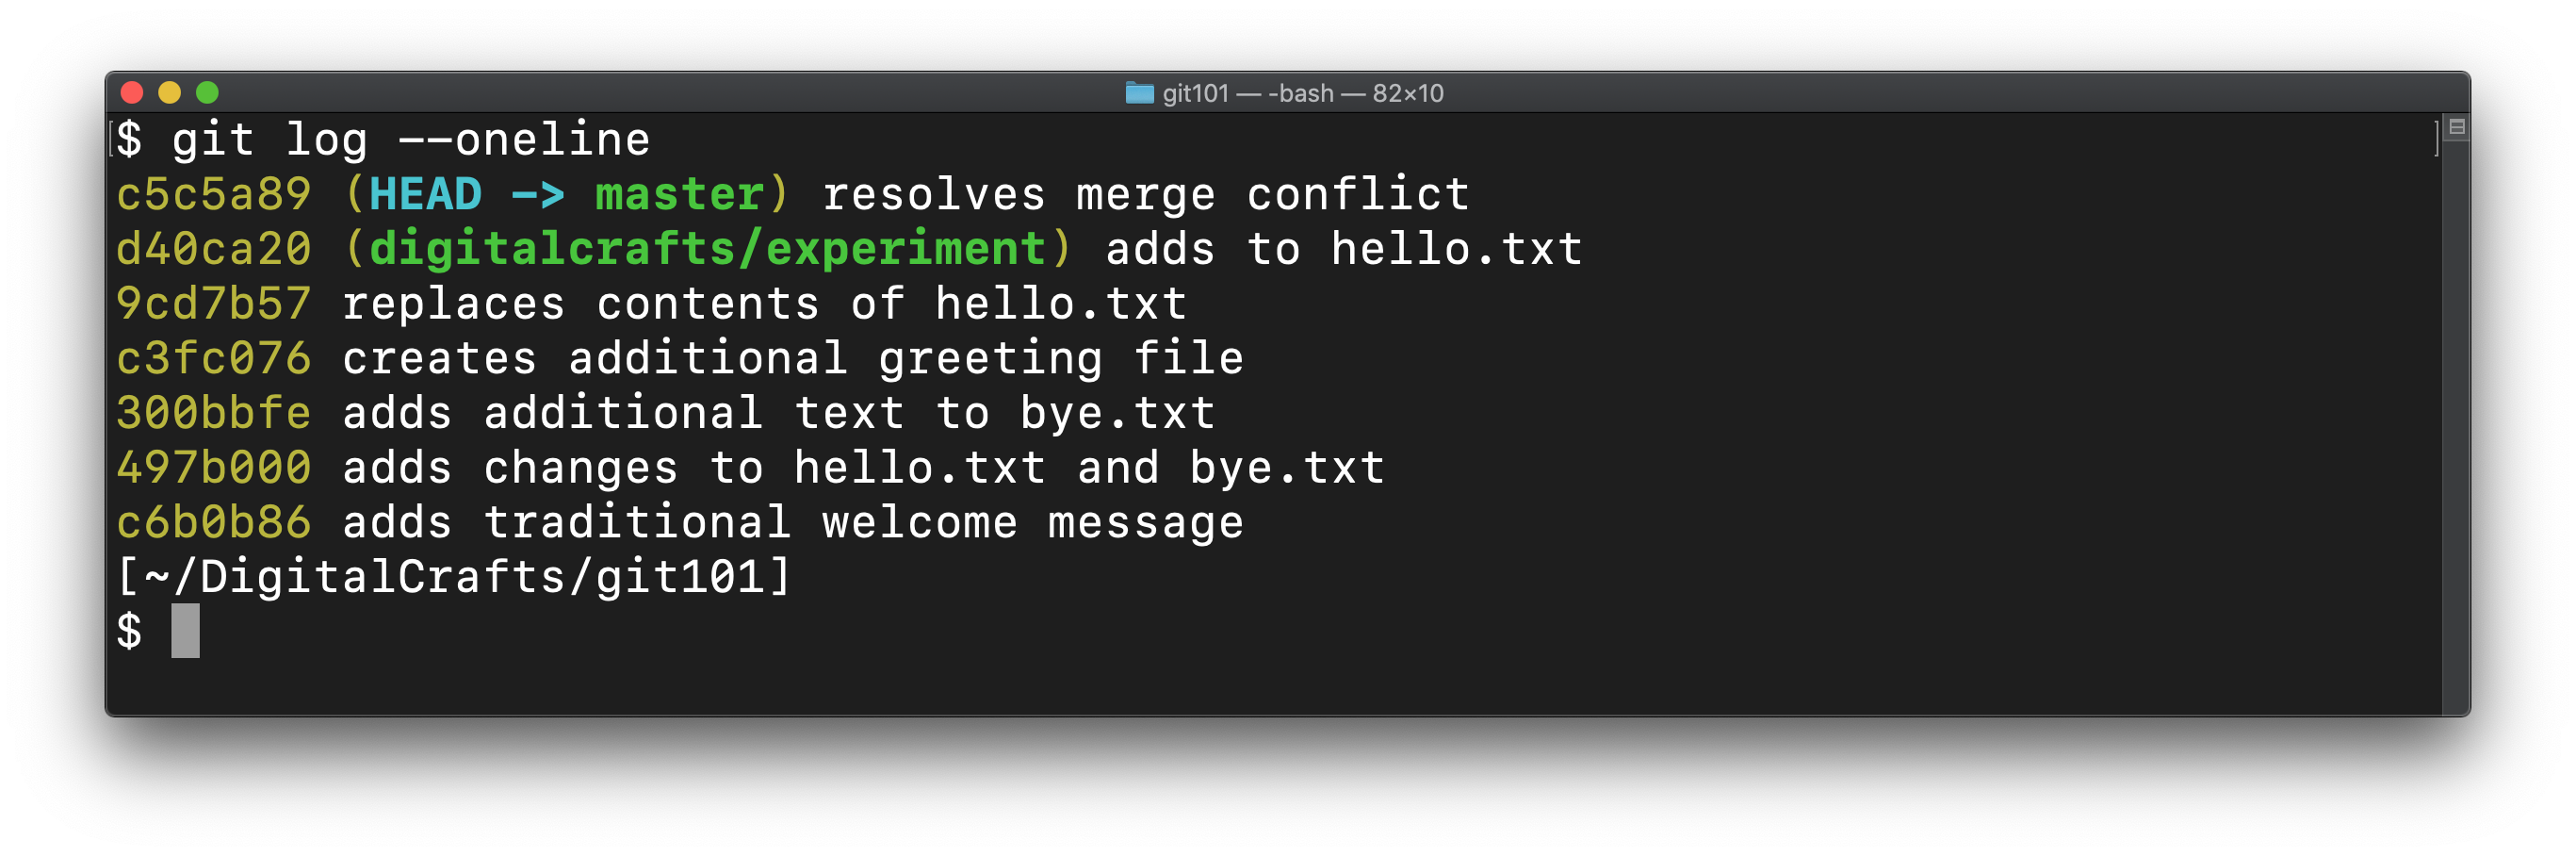 git101 — -bash — 82×10
[$ git log --oneline ]
c5c5a89 (HEAD -> master) resolves merge conflict
d40ca20 (digitalcrafts/experiment) adds to hello.txt
9cd7b57 replaces contents of hello.txt
c3fc076 creates additional greeting file
300bbfe adds additional text to bye.txt
497b000 adds changes to hello.txt and bye.txt
c6b0b86 adds traditional welcome message
[~/DigitalCrafts/git101]
$